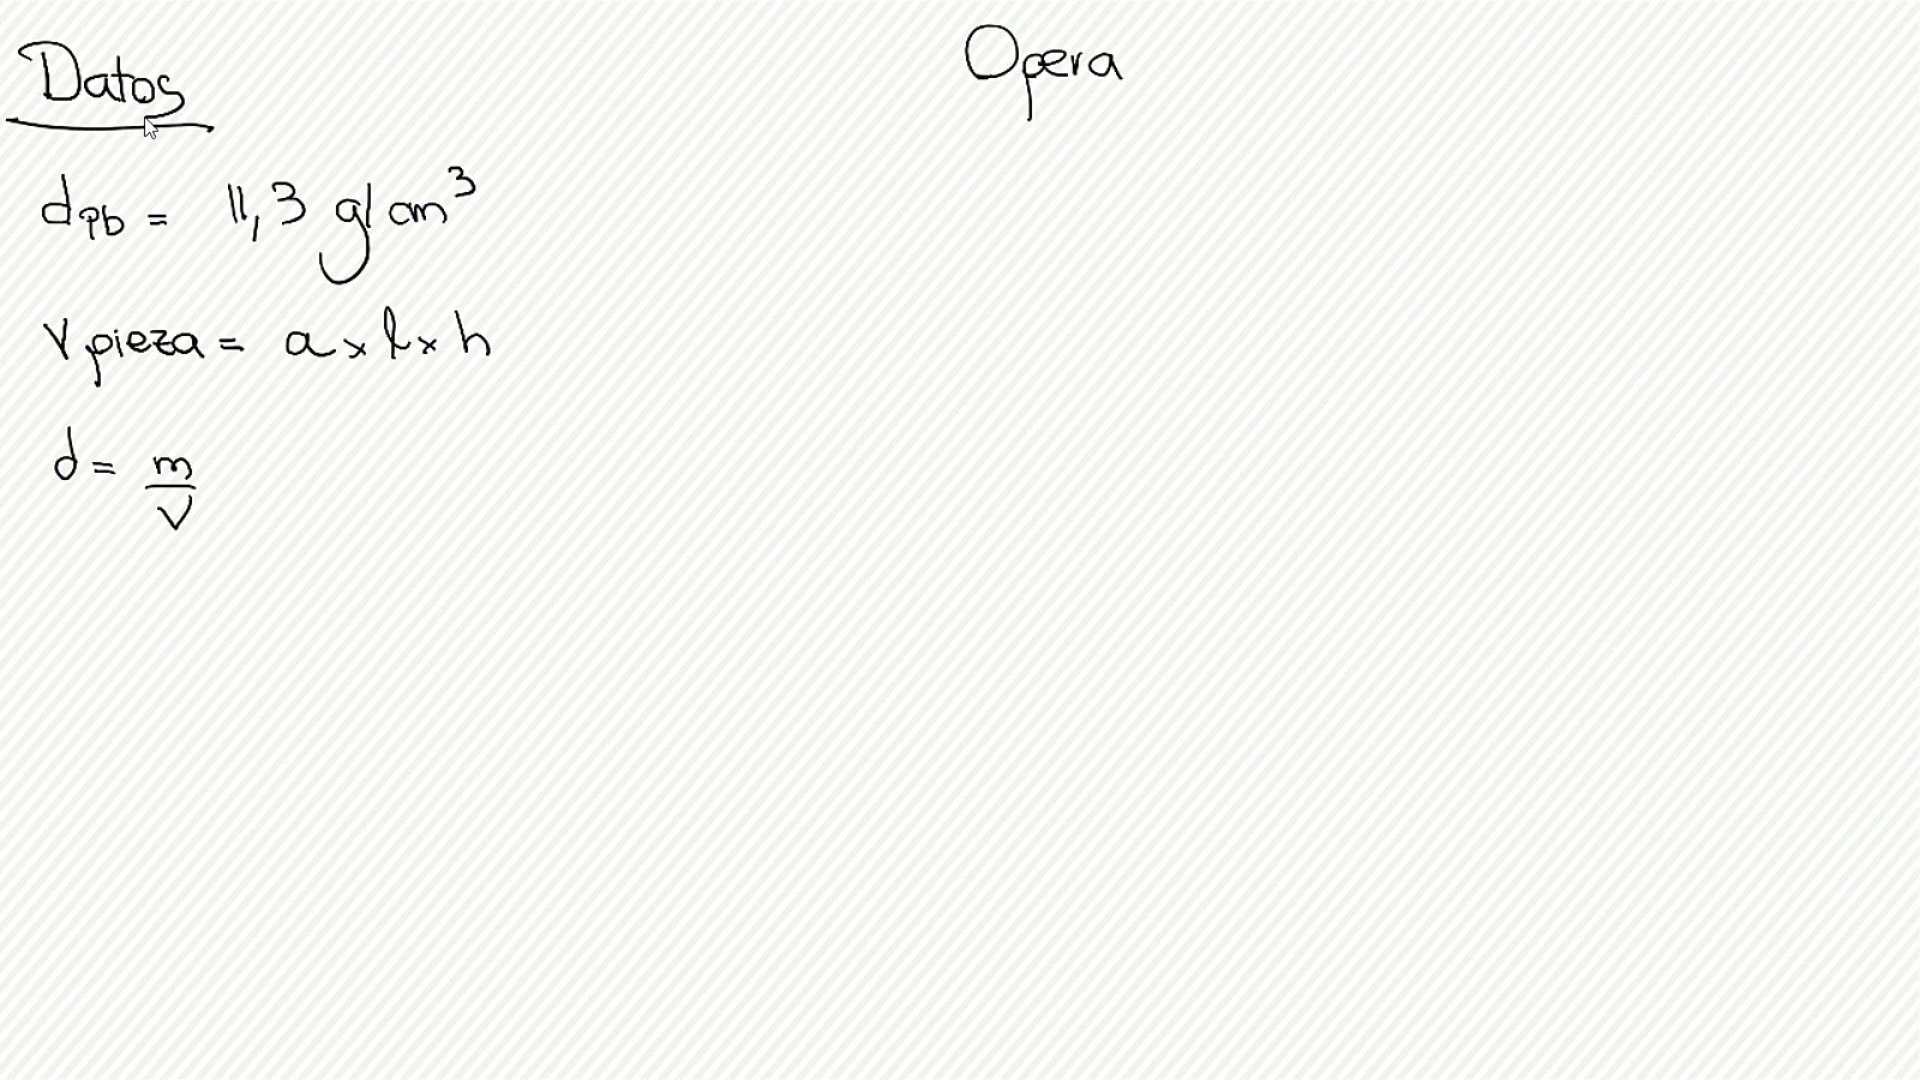 Datos
Opera
dPb = 11,3 g/cm³
V pieza = a x l x h
d = m
V